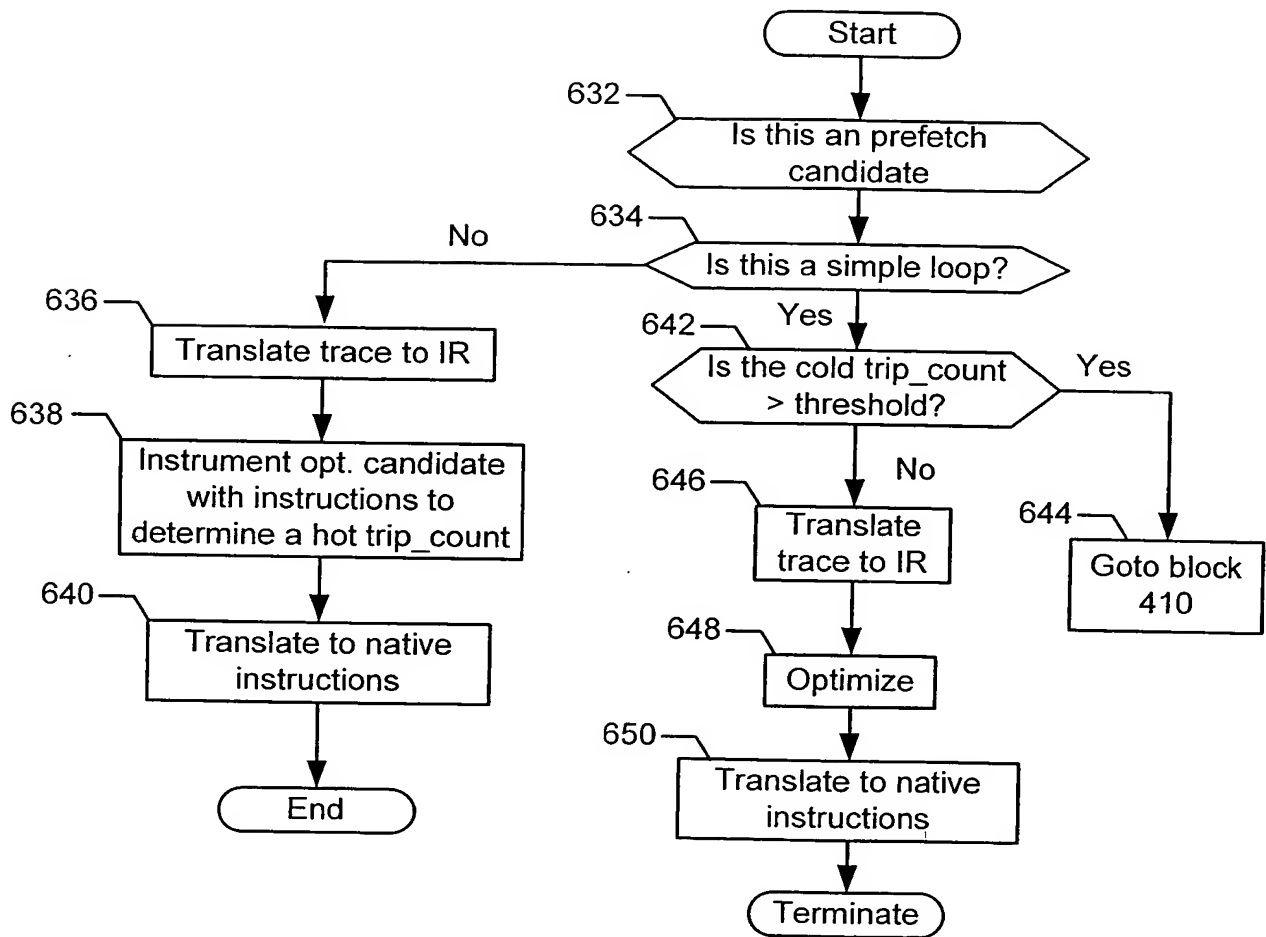 Start
632
Is this an prefetch
candidate
634
No
Is this a simple loop?
636
Yes
642
Translate trace to IR
Is the cold trip_count
> threshold?
Yes
638
Instrument opt. candidate
with instructions to
determine a hot trip_count
No
646
Translate
trace to IR
644
Goto block
410
640
Translate to native
instructions
648
Optimize
650
Translate to native
instructions
End
Terminate